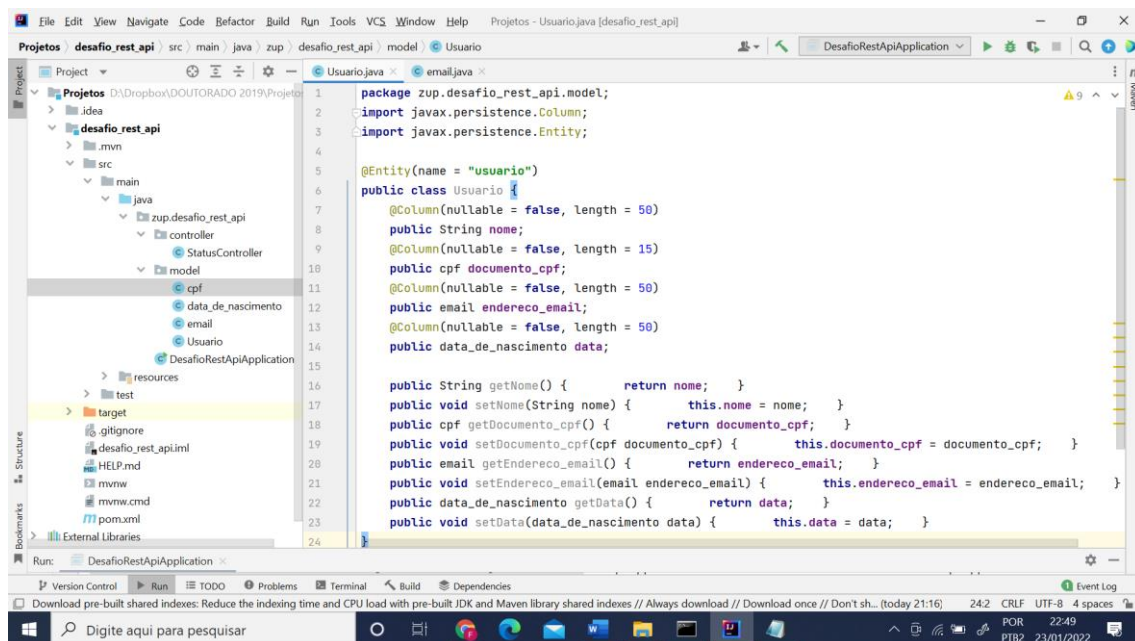 File Edit View Navigate Code Refactor Build Run Tools VCS Window Help Projetos - Usuario.java [desafio_rest_api]
Projetos desafio_rest_api src main java zup desafio_rest_api model Usuario DesafioRestApiApplication
Project
Project
Usuario.java
email.java
Projetos D:\Dropbox\DOUTORADO 2019\Projeto
.idea
desafio_rest_api
.mvn
src
main
java
zup.desafio_rest_api
controller
StatusController
model
cpf
data_de_nascimento
email
Usuario
DesafioRestApiApplication
resources
test
target
.gitignore
desafio_rest_api.iml
HELP.md
mvnw
mvnw.cmd
pom.xml
External Libraries
Structure
Bookmarks
9
1 package zup.desafio_rest_api.model;
2 import javax.persistence.Column;
3 import javax.persistence.Entity;
4
5 @Entity(name = "usuario")
6 public class Usuario {
7 @Column(nullable = false, length = 50)
8 public String nome;
9 @Column(nullable = false, length = 15)
10 public cpf documento_cpf;
11 @Column(nullable = false, length = 50)
12 public email endereco_email;
13 @Column(nullable = false, length = 50)
14 public data_de_nascimento data;
15
16 public String getNome() { return nome; }
17 public void setNome(String nome) { this.nome = nome; }
18 public cpf getDocumento_cpf() { return documento_cpf; }
19 public void setDocumento_cpf(cpf documento_cpf) { this.documento_cpf = documento_cpf; }
20 public email getEndereco_email() { return endereco_email; }
21 public void setEndereco_email(email endereco_email) { this.endereco_email = endereco_email; }
22 public data_de_nascimento getData() { return data; }
23 public void setData(data_de_nascimento data) { this.data = data; }
24 }
Run: DesafioRestApiApplication
Version Control Run TODO Problems Terminal Build Dependencies 1 Event Log
Download pre-built shared indexes: Reduce the indexing time and CPU load with pre-built JDK and Maven library shared indexes // Always download // Download once // Don't sh... (today 21:16) 24:2 CRLF UTF-8 4 spaces
Digite aqui para pesquisar
POR
PTB2
22:49
23/01/2022